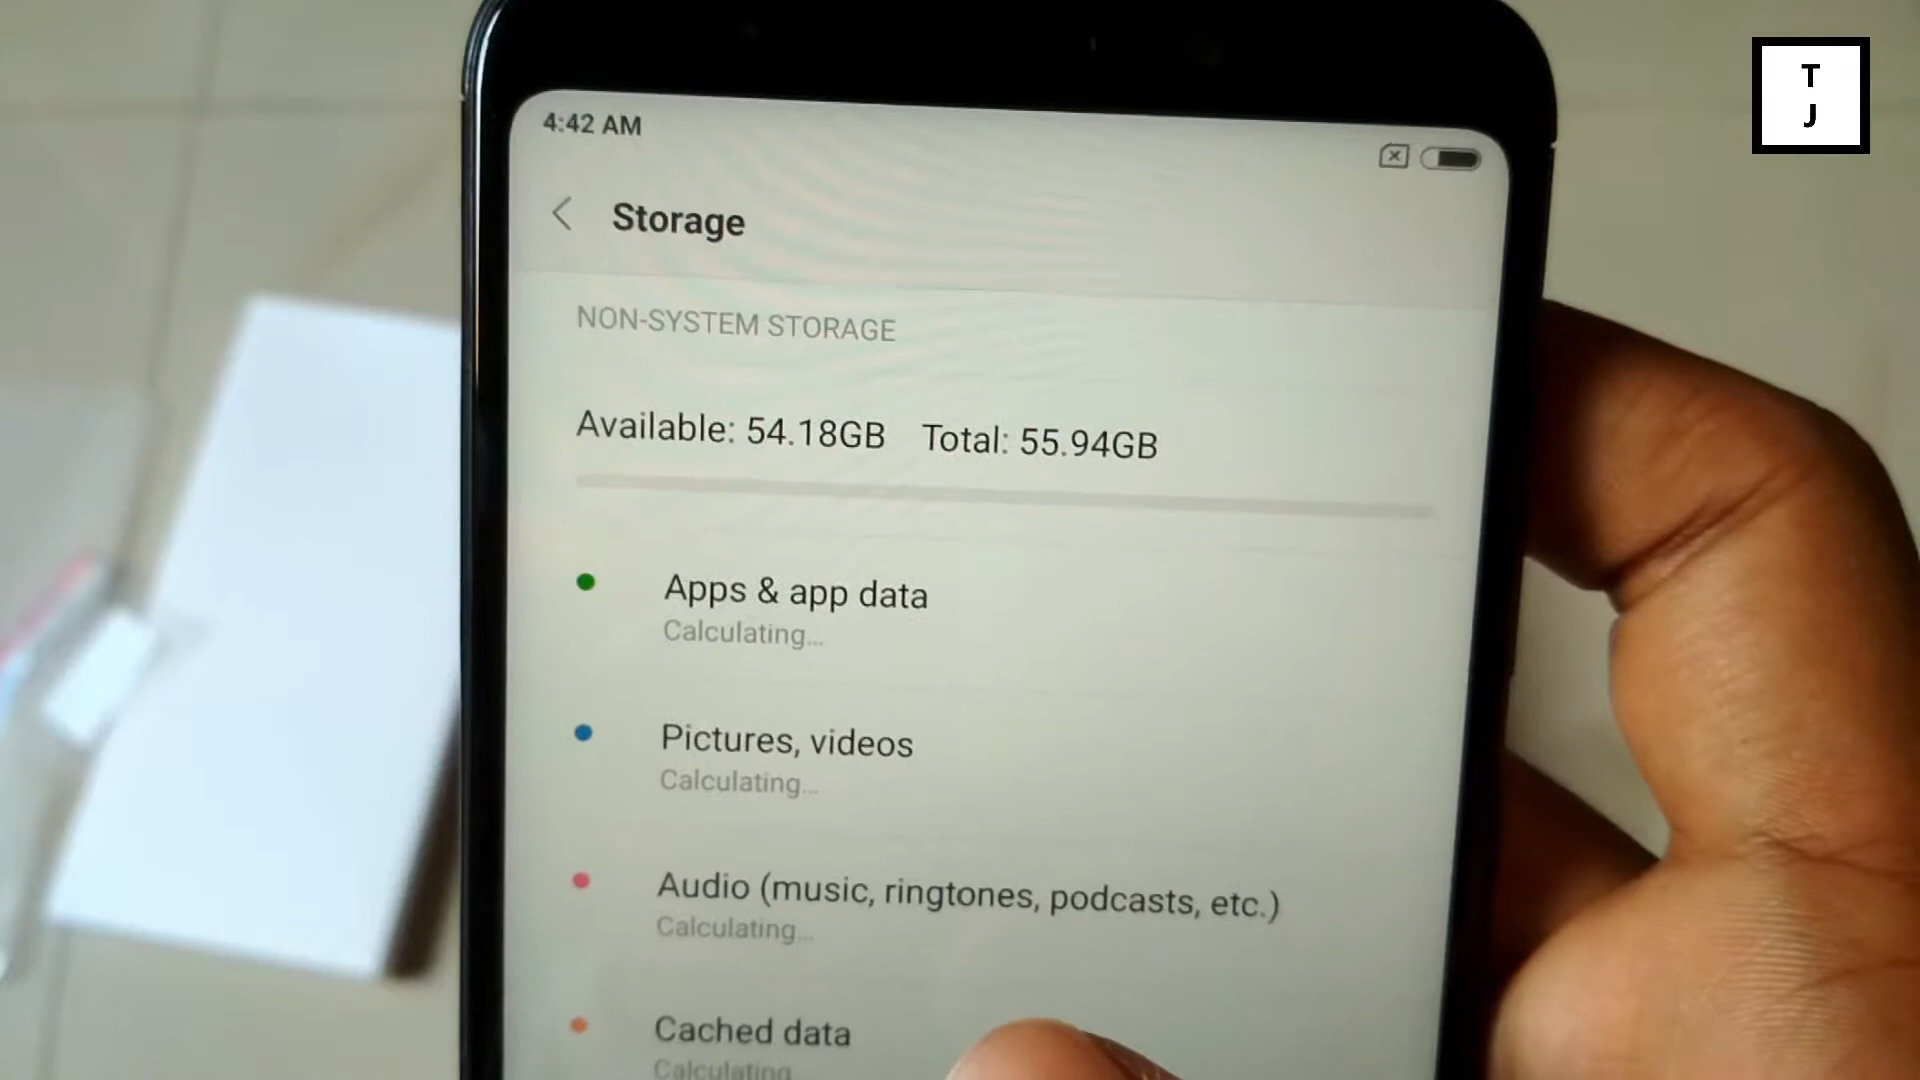 T
J
4:42 AM
Storage
NON-SYSTEM STORAGE
Available: 54.18GB Total: 55.94GB
Apps & app data
Calculating...
Pictures, videos
Calculating...
Audio (music, ringtones, podcasts, etc.)
Calculating...
Cached data
Calculating...